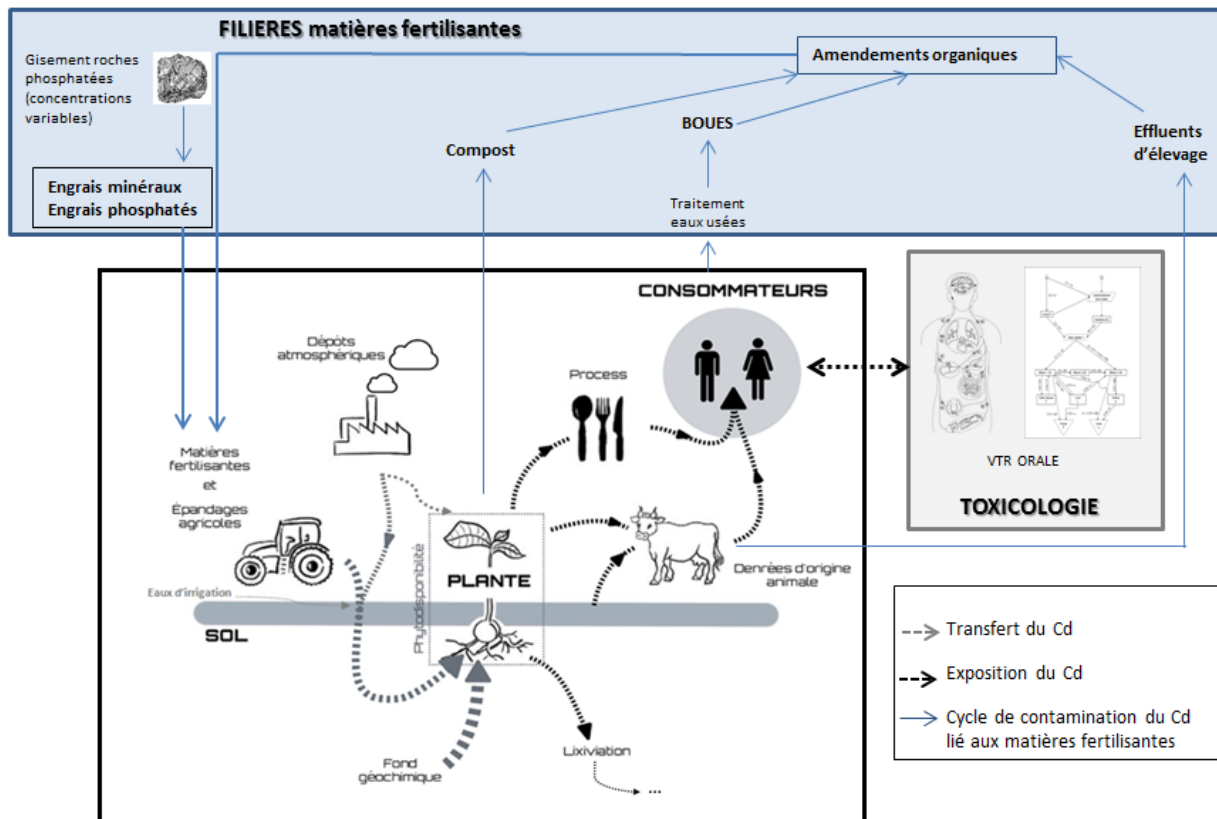 FILIERES matières fertilisantes
Gisement roches
phosphatées
(concentrations
variables)
Amendements organiques
BOUES
Compost
Effluents
d'élevage
Engrais minéraux
Engrais phosphatés
Traitement
eaux usées
CONSOMMATEURS
Dépôts
atmosphériques
Process
Matières
fertilisantes
et
Épandages
agricoles
VTR ORALE
TOXICOLOGIE
Phytodisponibilité
PLANTE
Denrées d'origine
animale
Eaux d'irrigation
SOL
Fond
géochimique
Lixiviation
...
Transfert du Cd
Exposition du Cd
Cycle de contamination du Cd
lié aux matières fertilisantes